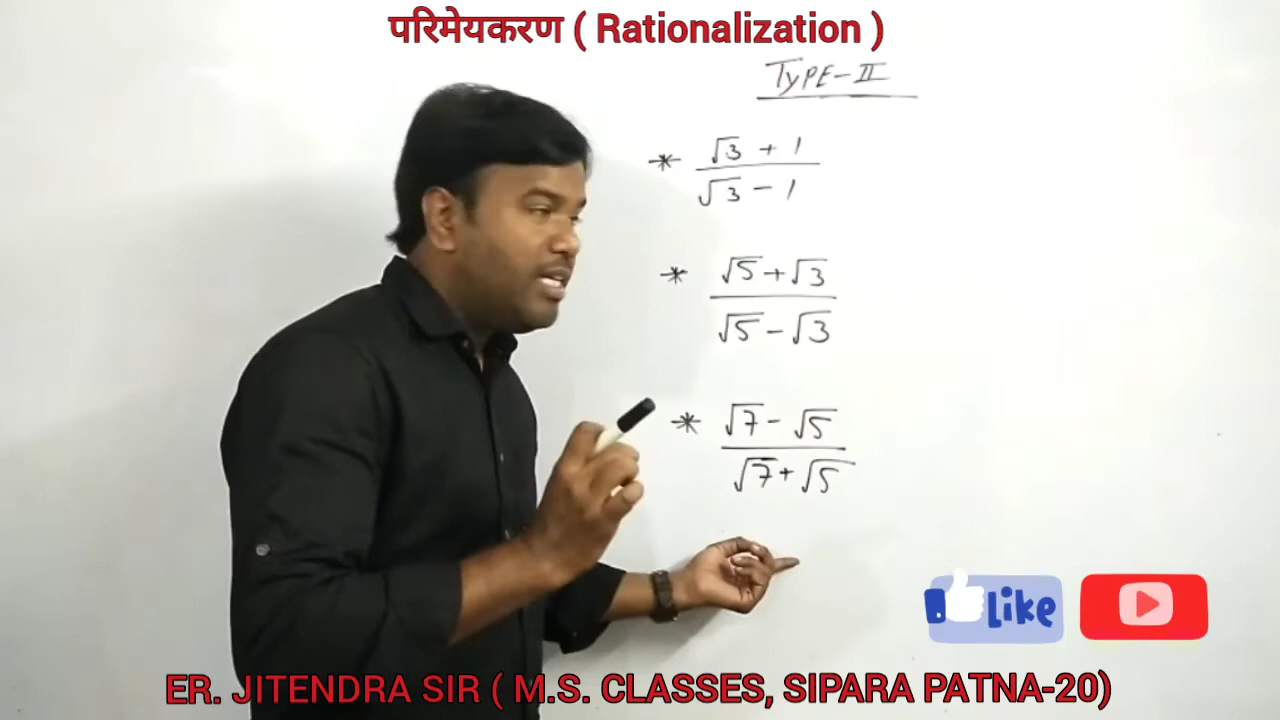 परिमेयकरण ( Rationalization )
TYPE-II
* (√3 + 1)/(√3 - 1)
* (√5+√3)/(√5-√3)
* (√7-√5)/(√7+√5)
Like
ER. JITENDRA SIR ( M.S. CLASSES, SIPARA PATNA-20)